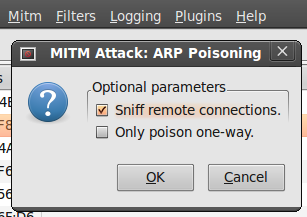 Mitm Filters Logging Plugins Help
MITM Attack: ARP Poisoning
Optional parameters
Sniff remote connections.
Only poison one-way.
OK Cancel